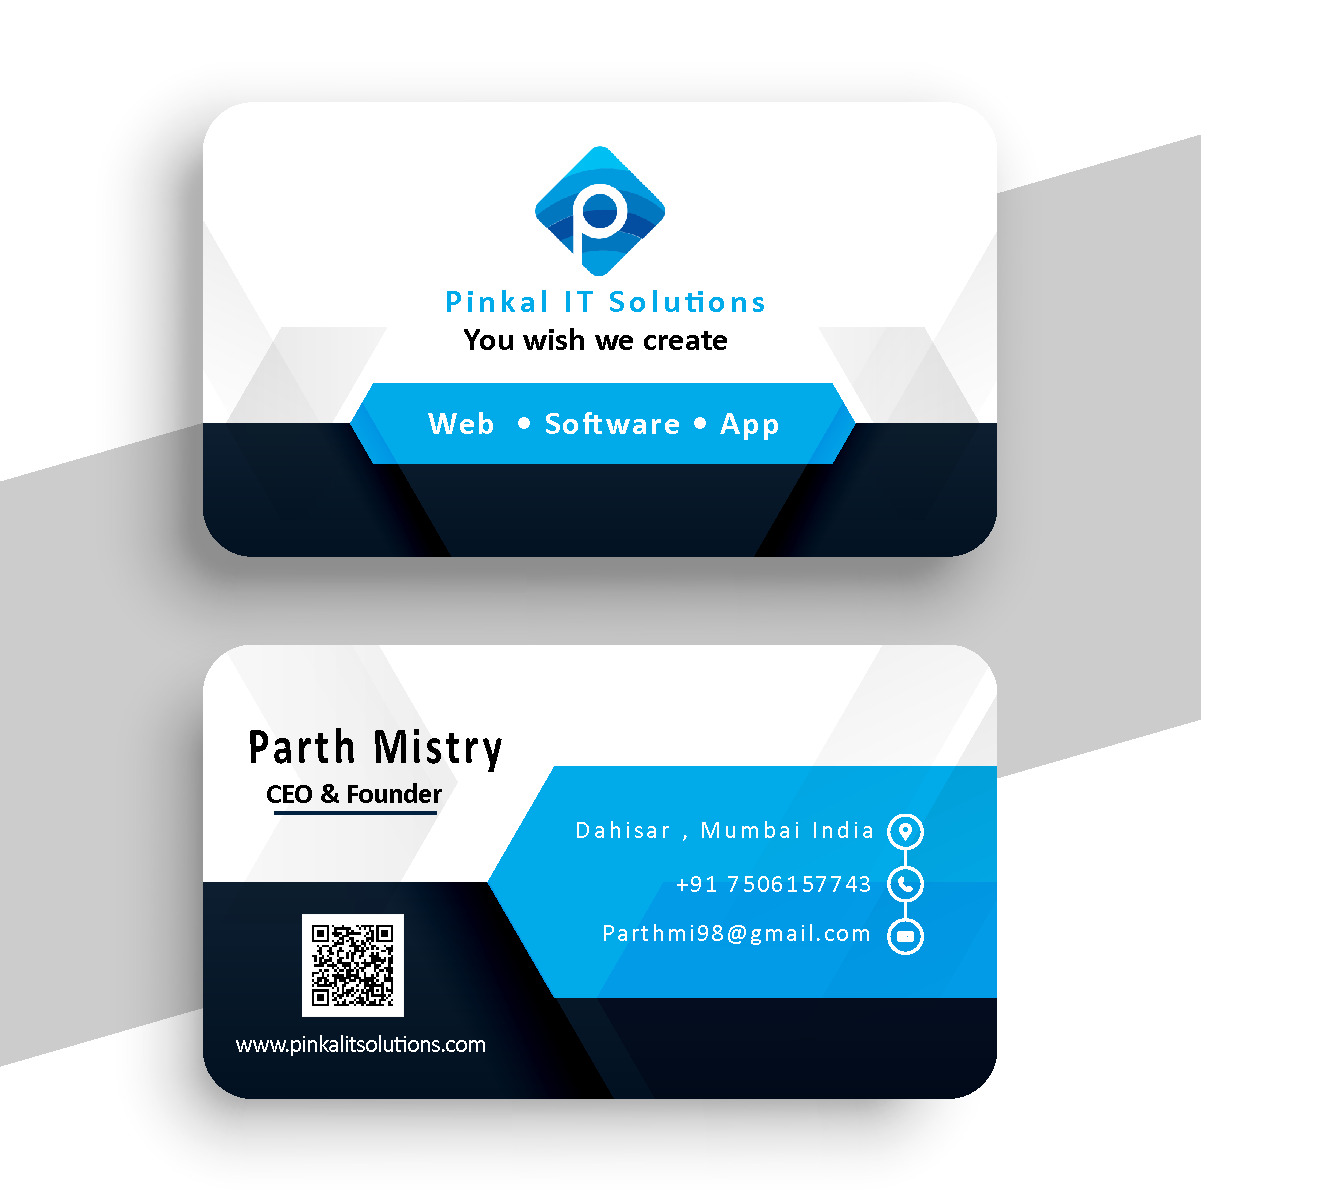 Pinkal IT Solutions
You wish we create
Web • Software • App
Parth Mistry
CEO & Founder
Dahisar , Mumbai India
+91 7506157743
Parthmi98@gmail.com
www.pinkalitsolutions.com